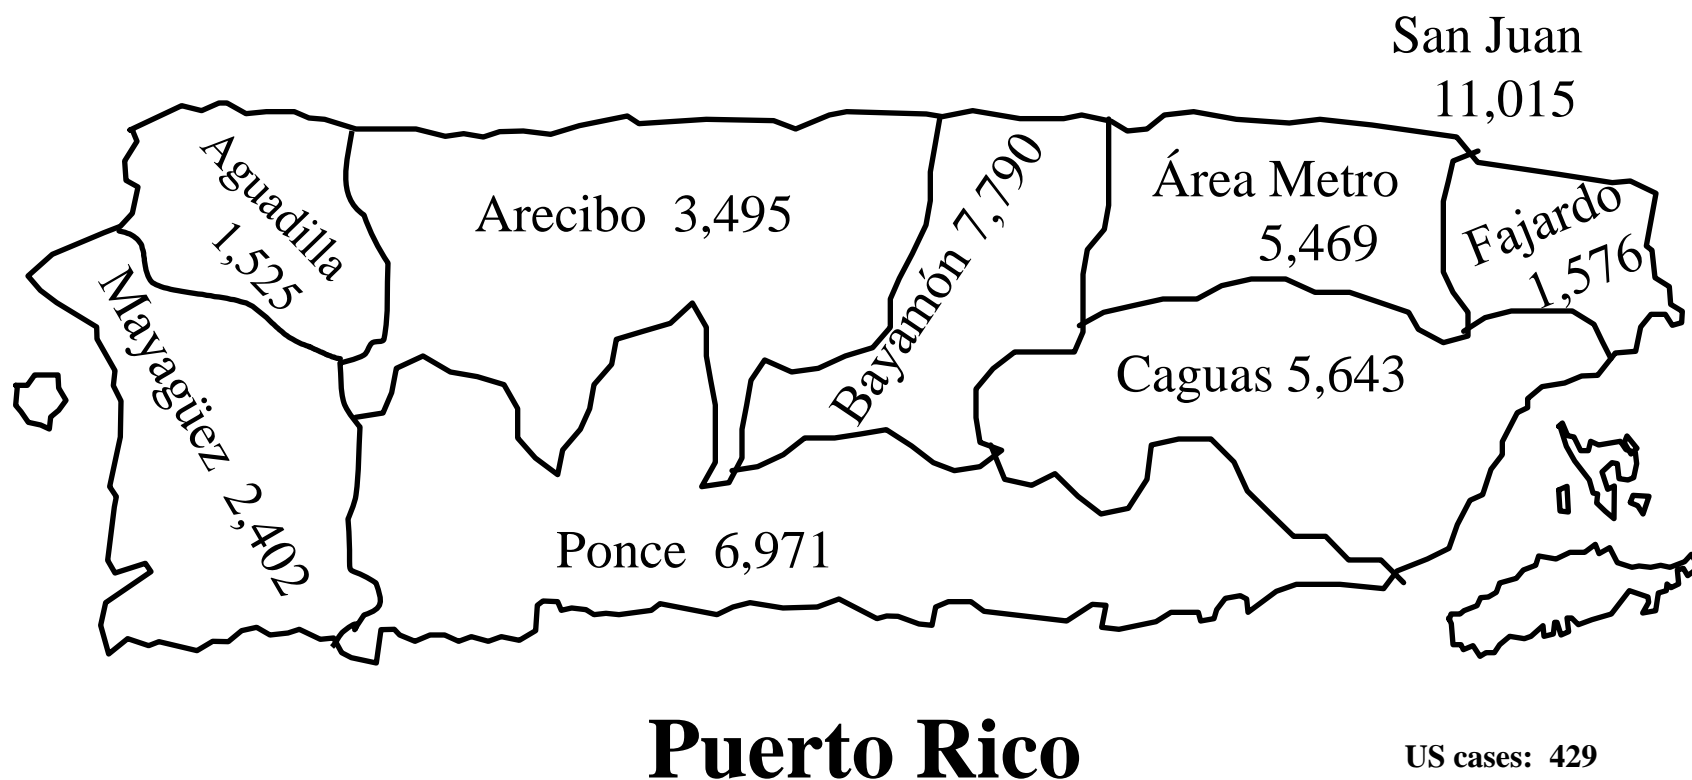 San Juan
11,015
Aguadilla
1,525
Arecibo 3,495
Bayamón 7,790
Área Metro
5,469
Fajardo
1,576
Mayagüez 2,402
Caguas 5,643
Ponce 6,971
Puerto Rico
US cases: 429